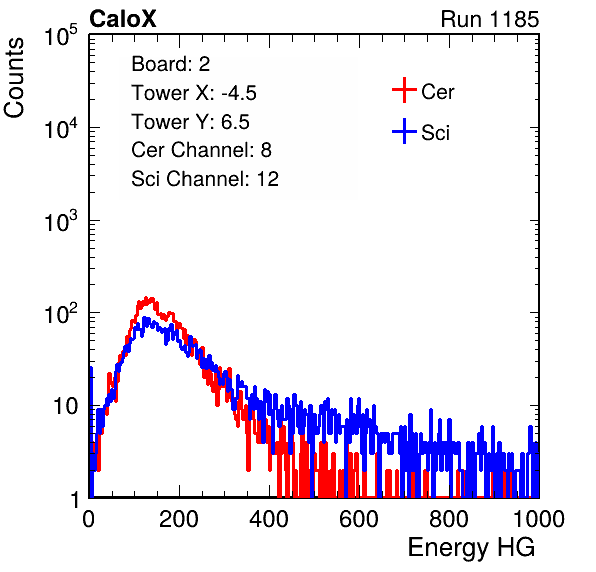 CaloX Run 1185
Counts
Board: 2
Tower X: -4.5
Tower Y: 6.5
Cer Channel: 8
Sci Channel: 12
Cer
Sci
10^5
10^4
10^3
10^2
10
1
0 200 400 600 800 1000
Energy HG